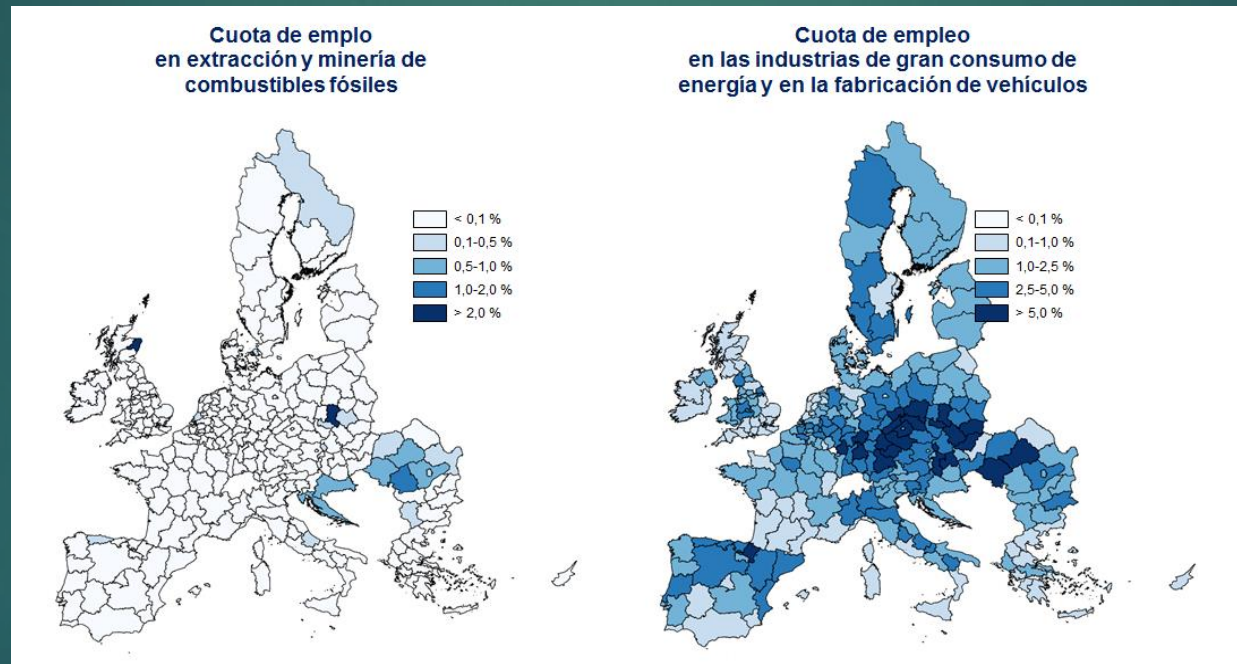 Cuota de emplo
en extracción y minería de
combustibles fósiles
< 0,1 %
0,1-0,5 %
0,5-1,0 %
1,0-2,0 %
> 2,0 %
Cuota de empleo
en las industrias de gran consumo de
energía y en la fabricación de vehículos
< 0,1 %
0,1-1,0 %
1,0-2,5 %
2,5-5,0 %
> 5,0 %